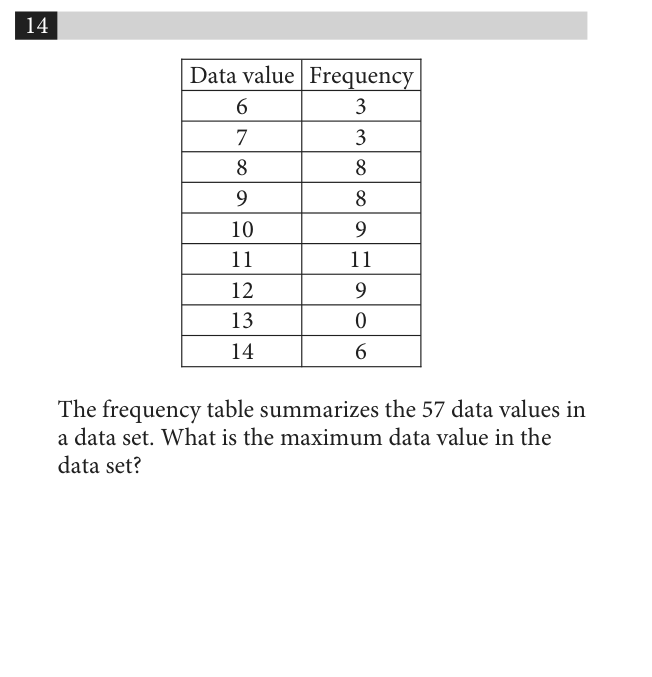 14
Data value Frequency
6 3
7 3
8 8
9 8
10 9
11 11
12 9
13 0
14 6
The frequency table summarizes the 57 data values in
a data set. What is the maximum data value in the
data set?